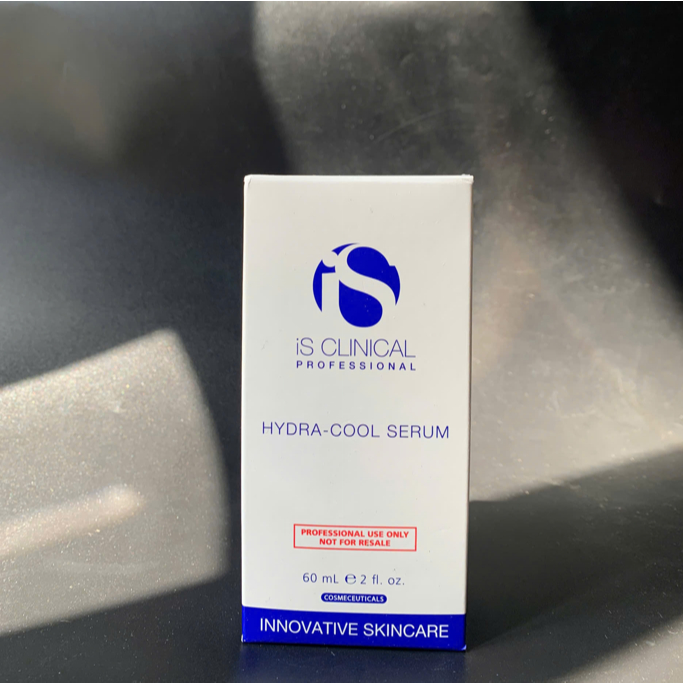 iS
iS CLINICAL
PROFESSIONAL
HYDRA-COOL SERUM
PROFESSIONAL USE ONLY
NOT FOR RESALE
60 mL ℮ 2 fl. oz.
COSMECEUTICALS
INNOVATIVE SKINCARE